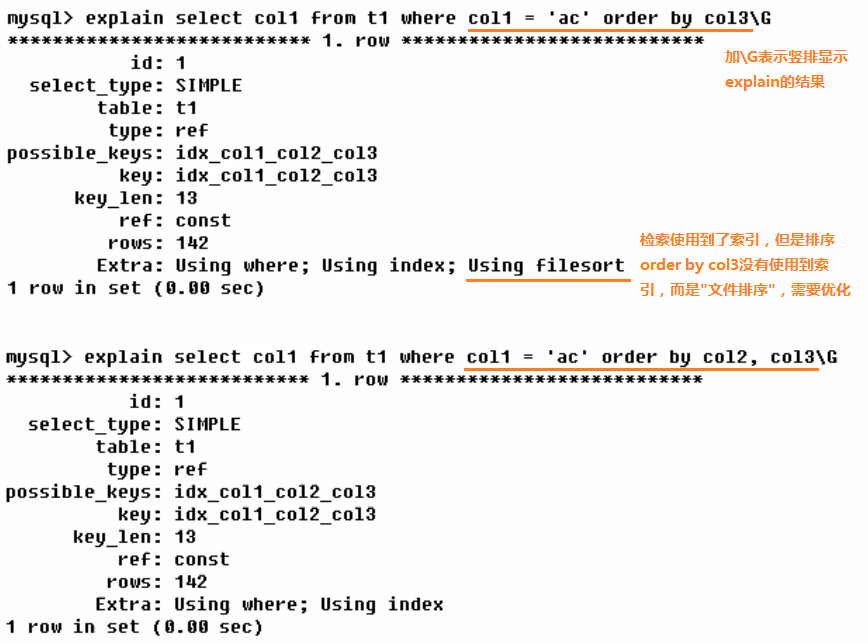 mysql> explain select col1 from t1 where col1 = 'ac' order by col3\G
*************************** 1. row ***************************
加\G表示竖排显示
explain的结果
id: 1
select_type: SIMPLE
table: t1
type: ref
possible_keys: idx_col1_col2_col3
key: idx_col1_col2_col3
key_len: 13
ref: const
rows: 142
Extra: Using where; Using index; Using filesort
1 row in set (0.00 sec)
检索使用到了索引，但是排序
order by col3没有使用到索
引，而是"文件排序"，需要优化
mysql> explain select col1 from t1 where col1 = 'ac' order by col2, col3\G
*************************** 1. row ***************************
id: 1
select_type: SIMPLE
table: t1
type: ref
possible_keys: idx_col1_col2_col3
key: idx_col1_col2_col3
key_len: 13
ref: const
rows: 142
Extra: Using where; Using index
1 row in set (0.00 sec)